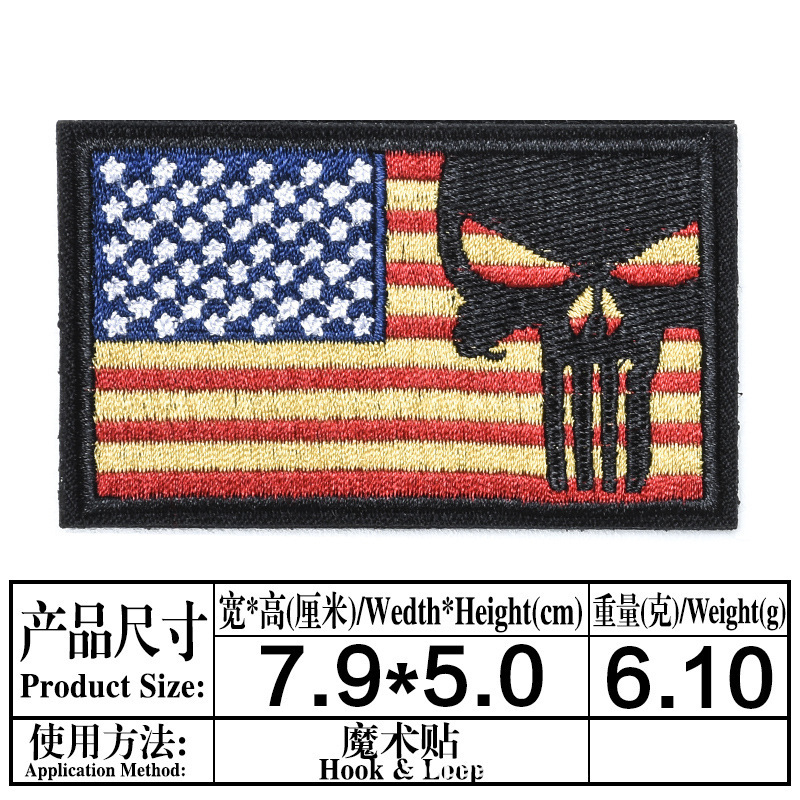 产品尺寸
Product Size:
宽*高(厘米)/Wedth*Height(cm)
重量(克)/Weight(g)
7.9*5.0
6.10
使用方法:
Application Method:
魔术贴
Hook & Loop